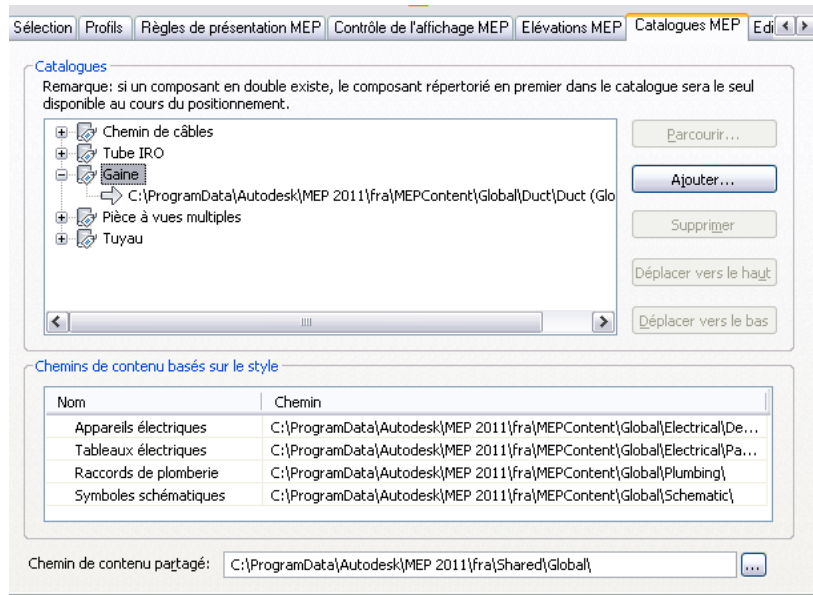 Sélection Profils Règles de présentation MEP Contrôle de l'affichage MEP Elévations MEP Catalogues MEP Edi
Catalogues
Remarque: si un composant en double existe, le composant répertorié en premier dans le catalogue sera le seul
disponible au cours du positionnement.
Chemin de câbles
Parcourir...
Tube IRO
Gaine
Ajouter...
C:\ProgramData\Autodesk\MEP 2011\fra\MEPContent\Global\Duct\Duct (Glo
Pièce à vues multiples
Supprimer
Tuyau
Déplacer vers le haut
Déplacer vers le bas
Chemins de contenu basés sur le style
Nom Chemin
Appareils électriques C:\ProgramData\Autodesk\MEP 2011\fra\MEPContent\Global\Electrical\De...
Tableaux électriques C:\ProgramData\Autodesk\MEP 2011\fra\MEPContent\Global\Electrical\Pa...
Raccords de plomberie C:\ProgramData\Autodesk\MEP 2011\fra\MEPContent\Global\Plumbing\
Symboles schématiques C:\ProgramData\Autodesk\MEP 2011\fra\MEPContent\Global\Schematic\
Chemin de contenu partagé: C:\ProgramData\Autodesk\MEP 2011\fra\Shared\Global\ ...